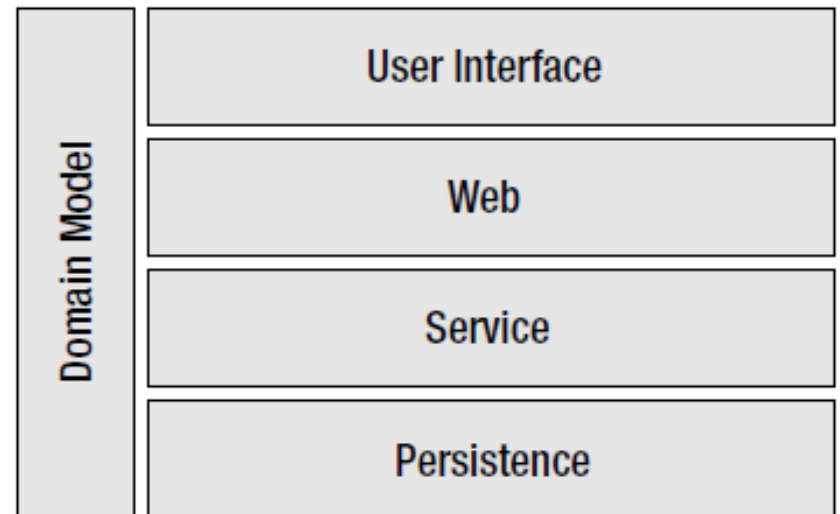 Domain Model
User Interface
Web
Service
Persistence